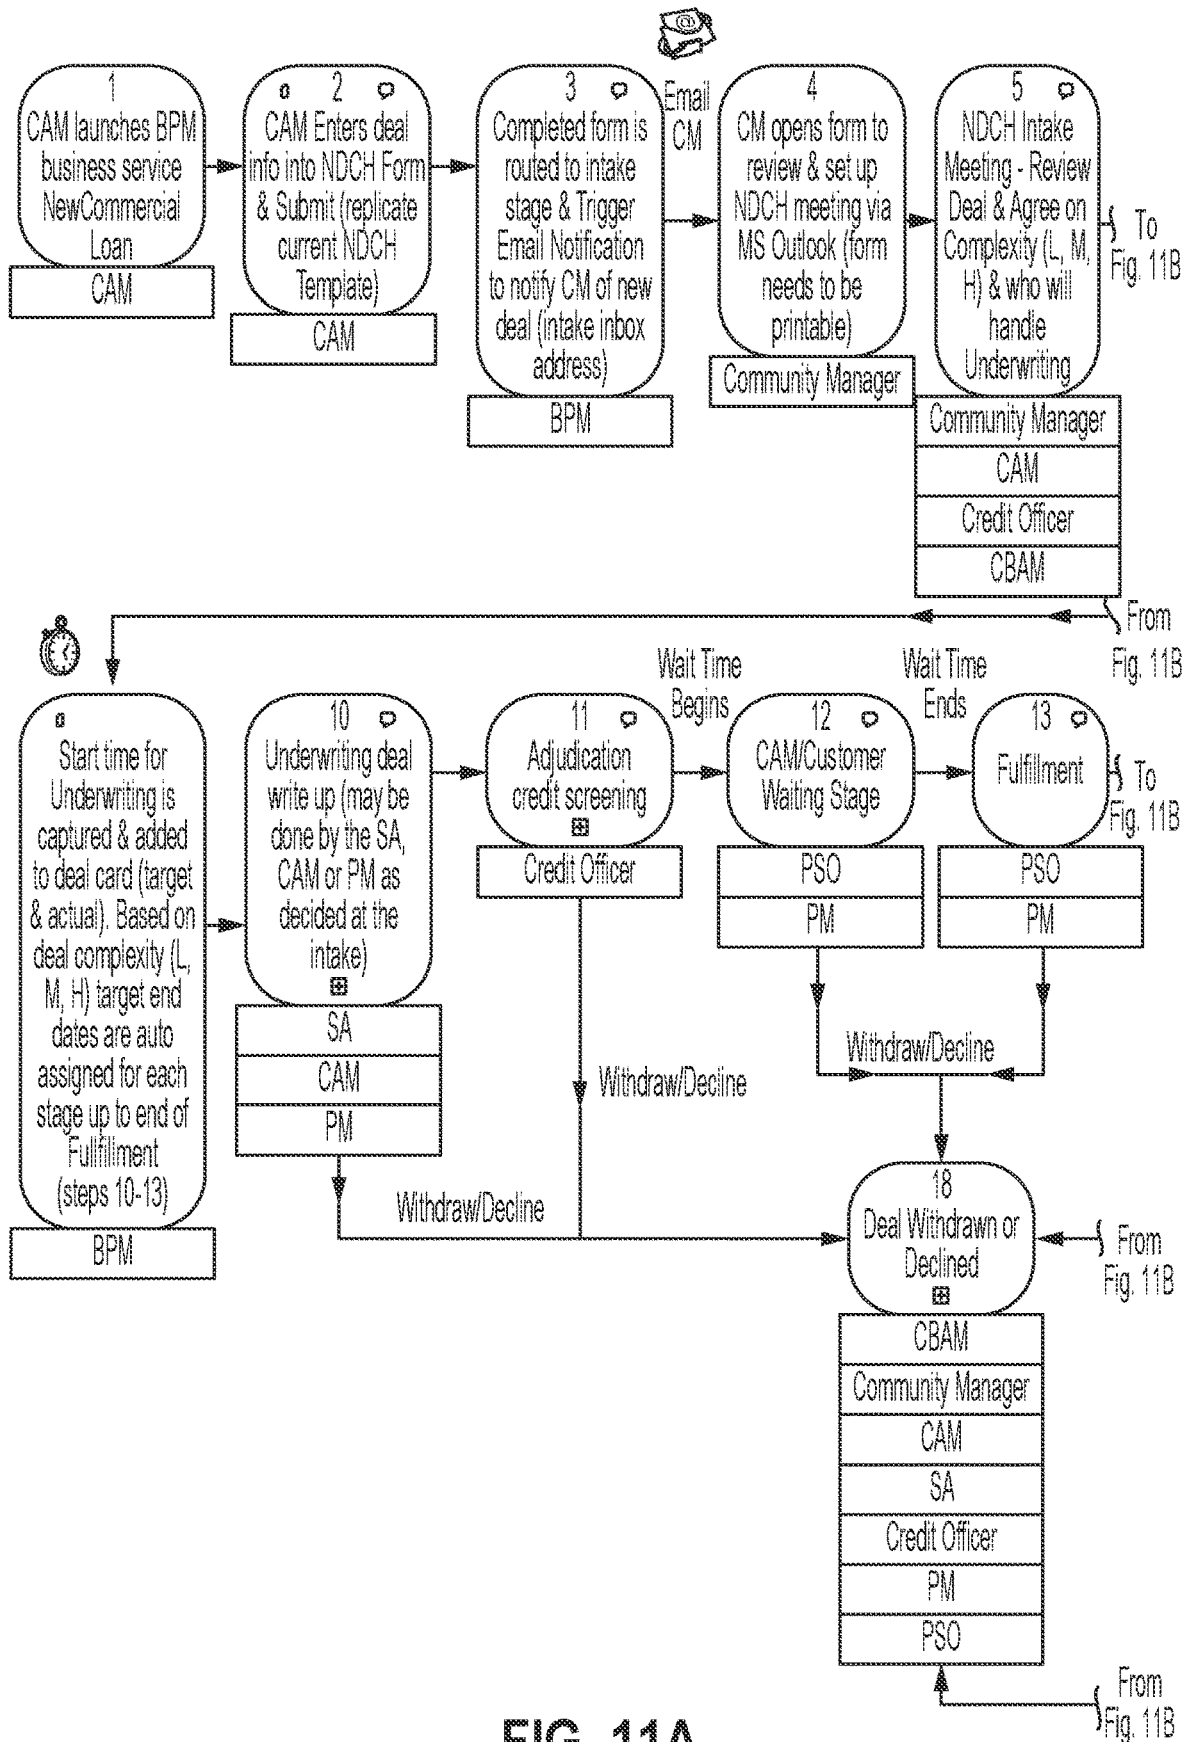 1
CAM launches BPM
business service
NewCommercial
Loan
CAM
2
CAM Enters deal
info into NDCH Form
& Submit (replicate
current NDCH
Template)
CAM
3
Completed form is
routed to intake
stage & Trigger
Email Notification
to notify CM of new
deal (intake inbox
address)
BPM
@
Email
CM
4
CM opens form to
review & set up
NDCH meeting via
MS Outlook (form
needs to be
printable)
Community Manager
5
NDCH Intake
Meeting - Review
Deal & Agree on
Complexity (L, M,
H) & who will
handle
Underwriting
Community Manager
CAM
Credit Officer
CBAM
To
Fig. 11B
From
Fig. 11B
Start time for
Underwriting is
captured & added
to deal card (target
& actual). Based on
deal complexity (L,
M, H) target end
dates are auto
assigned for each
stage up to end of
Fullfillment
(steps 10-13)
BPM
10
Underwriting deal
write up (may be
done by the SA,
CAM or PM as
decided at the
intake)
SA
CAM
PM
Withdraw/Decline
11
Adjudication
credit screening
Credit Officer
Withdraw/Decline
Wait Time
Begins
12
CAM/Customer
Waiting Stage
PSO
PM
Wait Time
Ends
13
Fulfillment
PSO
PM
To
Fig. 11B
Withdraw/Decline
18
Deal Withdrawn or
Declined
CBAM
Community Manager
CAM
SA
Credit Officer
PM
PSO
From
Fig. 11B
From
Fig. 11B
FIG. 11A